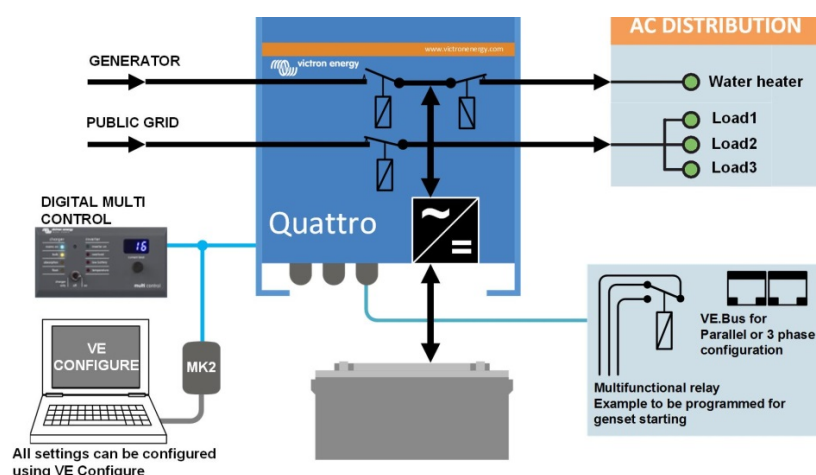 AC DISTRIBUTION
www.victronenergy.com
GENERATOR
victron energy
Water heater
PUBLIC GRID
Load1
Load2
Load3
DIGITAL MULTI
CONTROL
Quattro
16
multi control
VE.Bus for
Parallel or 3 phase
configuration
VE
CONFIGURE
MK2
Multifunctional relay
Example to be programmed for
genset starting
All settings can be configured
using VE Configure